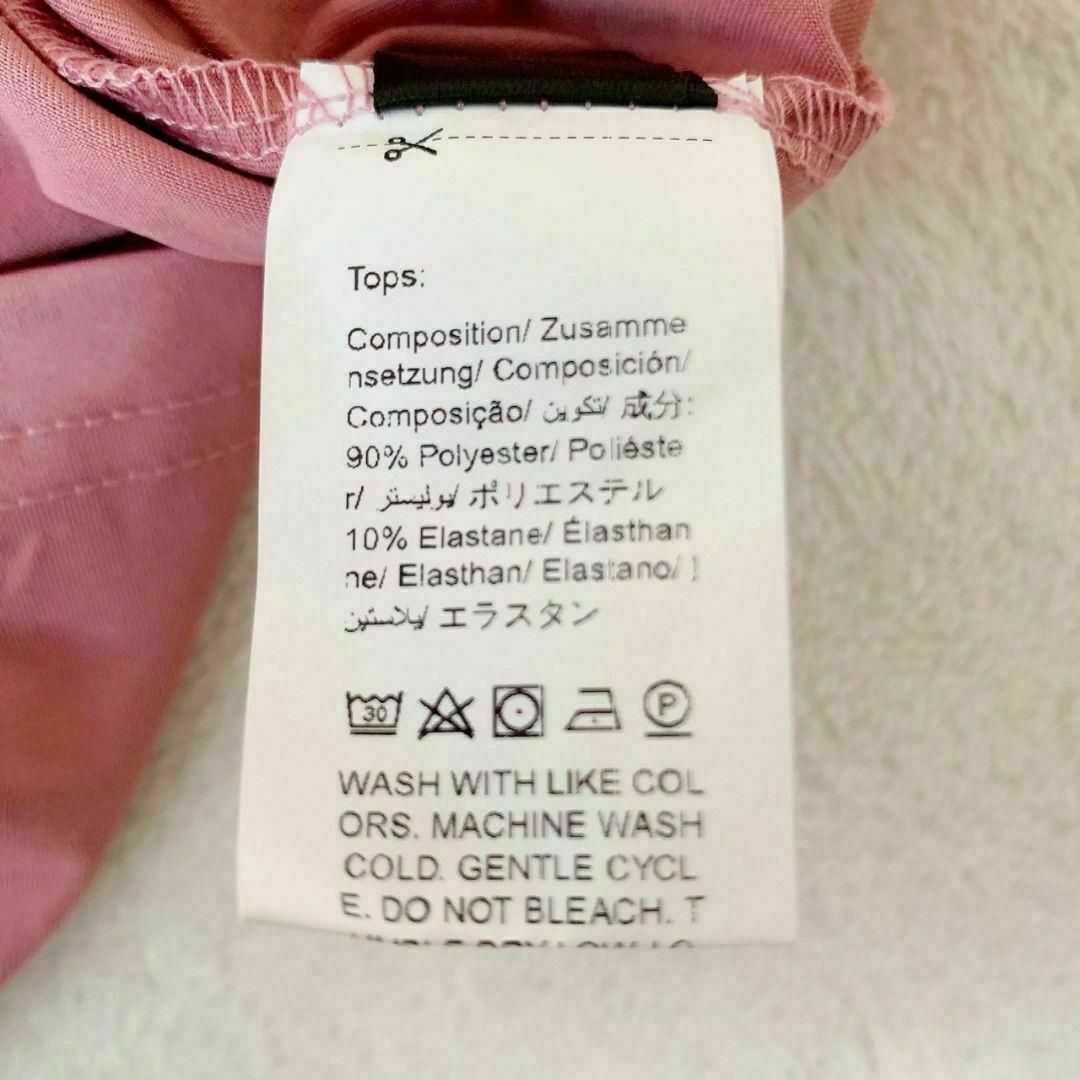 Tops:
Composition/ Zusamme
nsetzung/ Composición/
Composição/ تكوين/ 成分:
90% Polyester/ Poliéste
r/ بوليستر/ ポリエステル
10% Elastane/ Élasthan
ne/ Elasthan/ Elastano/
يلاستين/ エラスタン
30 P
WASH WITH LIKE COL
ORS. MACHINE WASH
COLD. GENTLE CYCL
E. DO NOT BLEACH. T